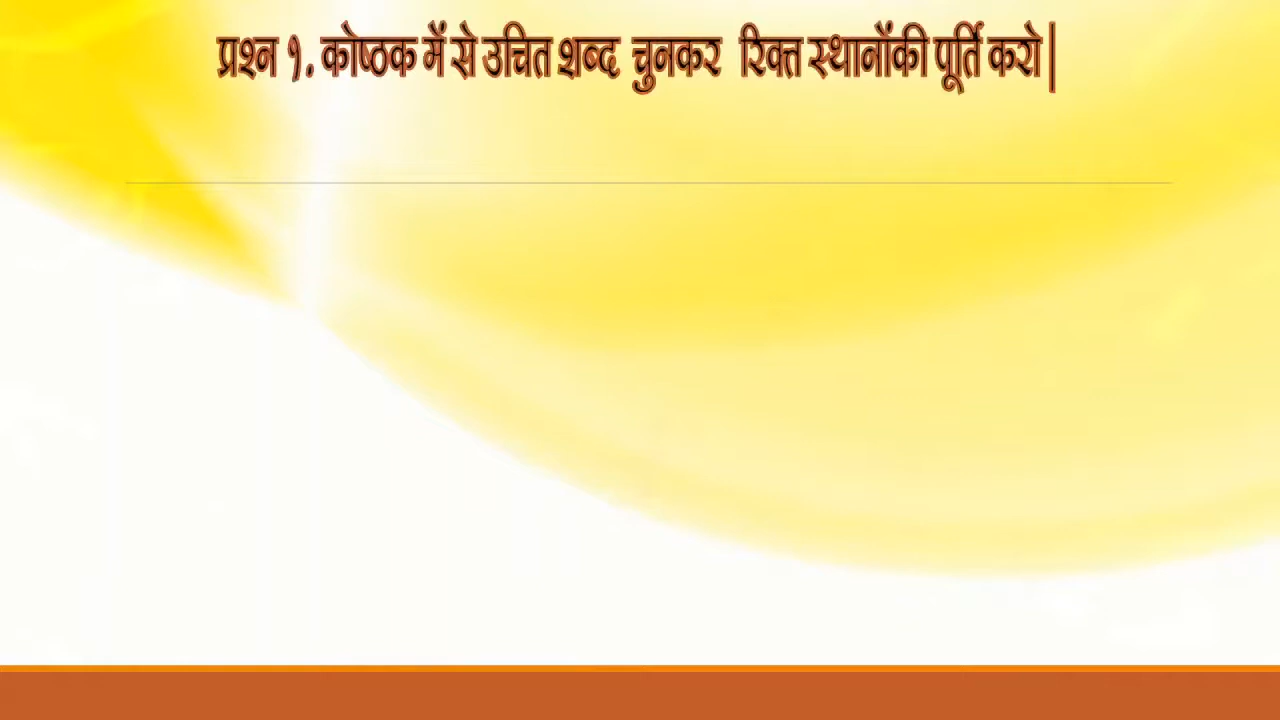 प्रश्न १. कोष्ठक में से उचित शब्द चुनकर रिक्त स्थानोंकी पूर्ति करो|